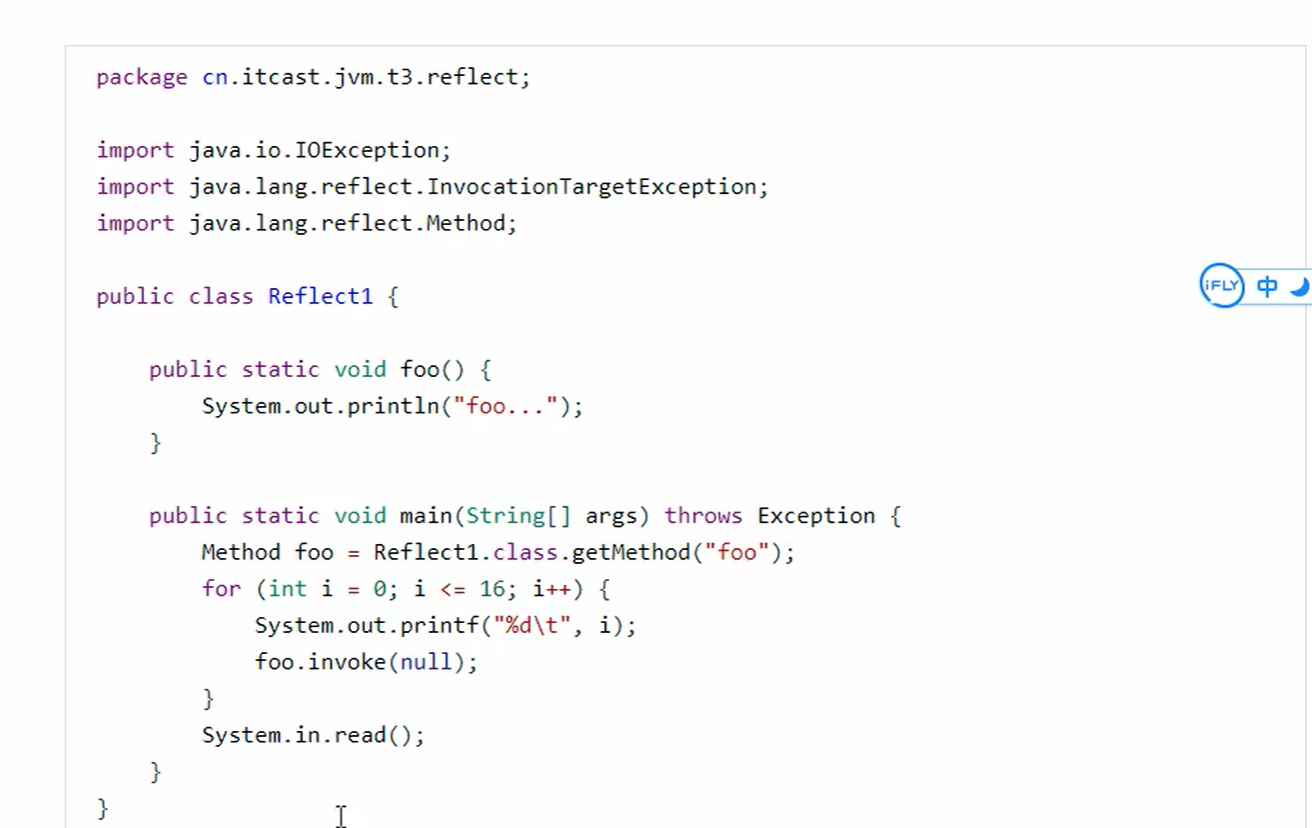 package cn.itcast.jvm.t3.reflect;
import java.io.IOException;
import java.lang.reflect.InvocationTargetException;
import java.lang.reflect.Method;
public class Reflect1 {
iFLY 中
public static void foo() {
System.out.println("foo...");
}
public static void main(String[] args) throws Exception {
Method foo = Reflect1.class.getMethod("foo");
for (int i = 0; i <= 16; i++) {
System.out.printf("%d\t", i);
foo.invoke(null);
}
System.in.read();
}
}